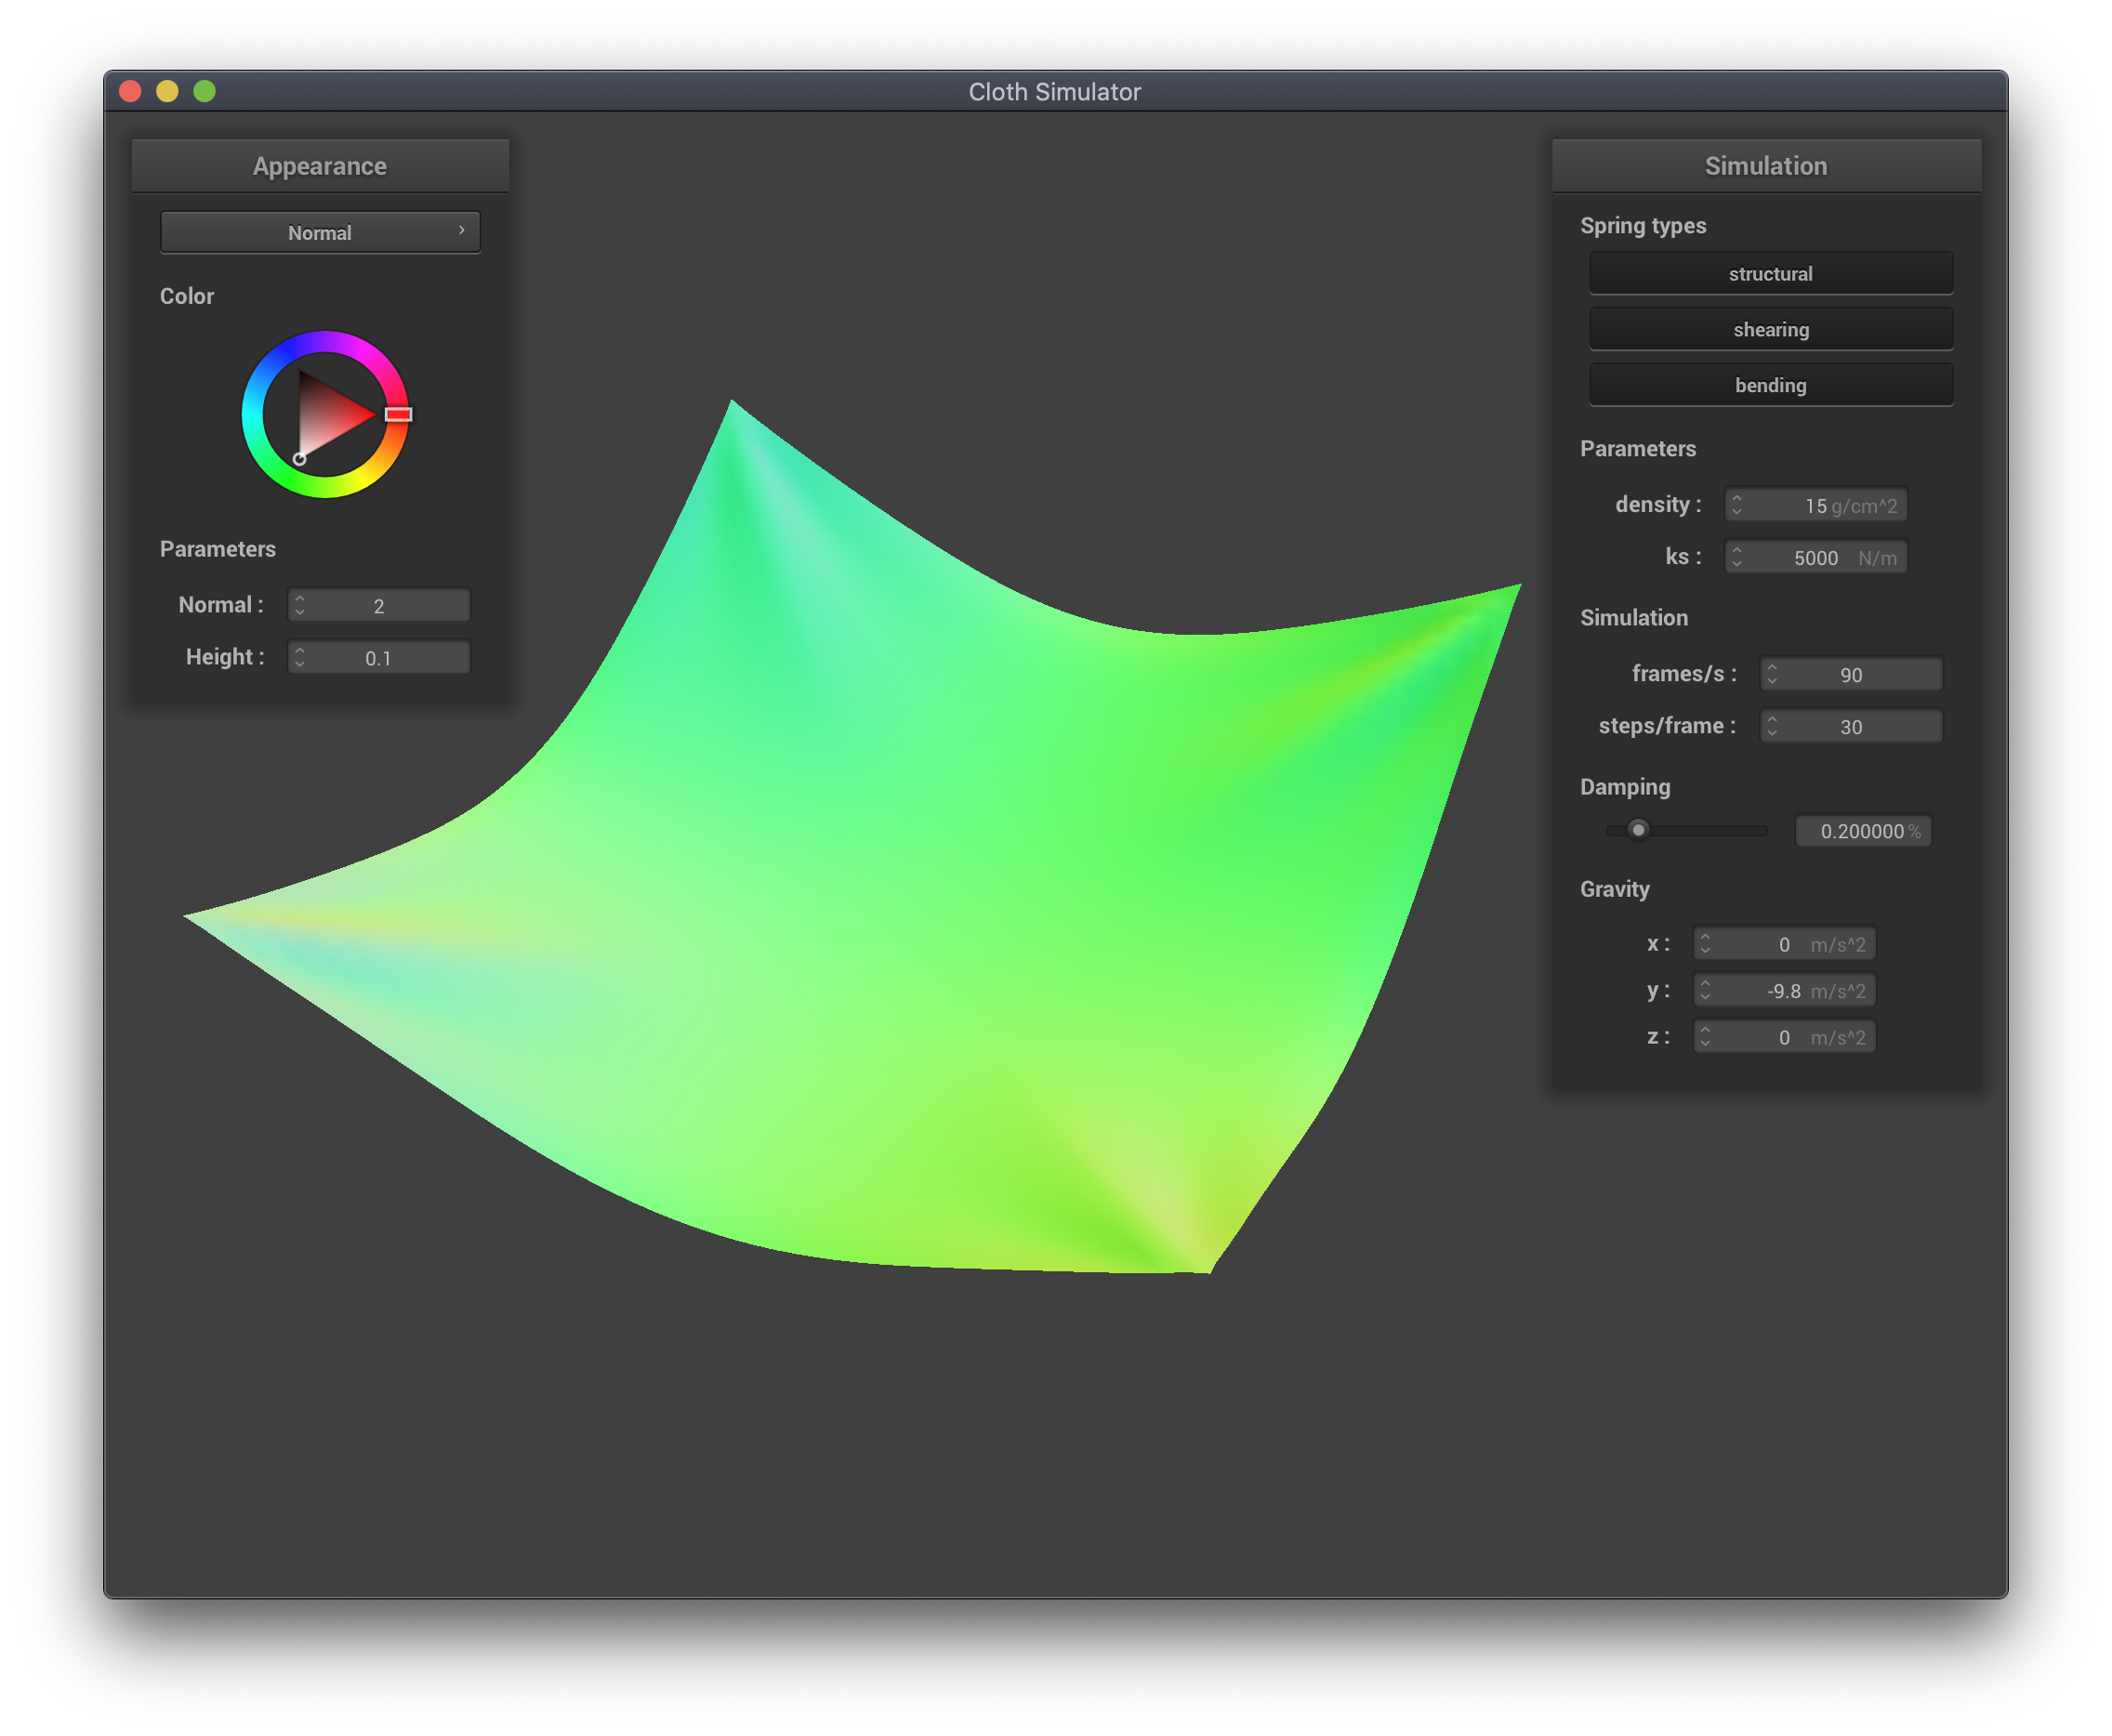 Cloth Simulator
Appearance
Normal
Color
Parameters
Normal : 2
Height : 0.1
Simulation
Spring types
structural
shearing
bending
Parameters
density : 15 g/cm^2
ks : 5000 N/m
Simulation
frames/s : 90
steps/frame : 30
Damping
0.200000 %
Gravity
x : 0 m/s^2
y : -9.8 m/s^2
z : 0 m/s^2